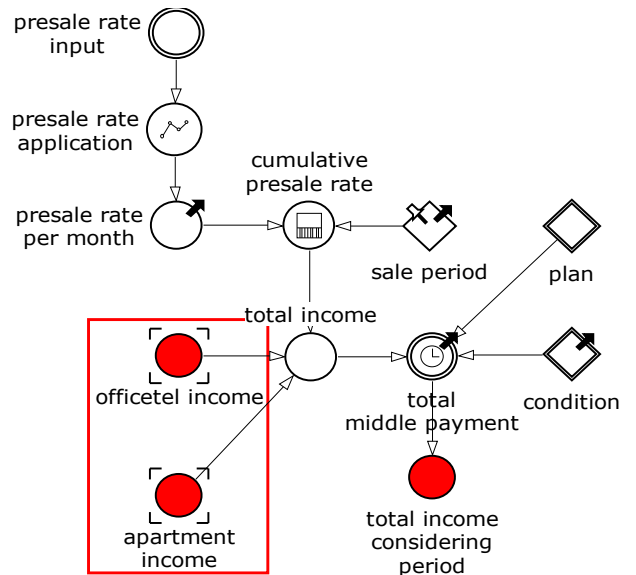 presale rate
input
presale rate
application
cumulative
presale rate
presale rate
per month
sale period
plan
total income
officetel income
total
middle payment
condition
apartment
income
total income
considering
period